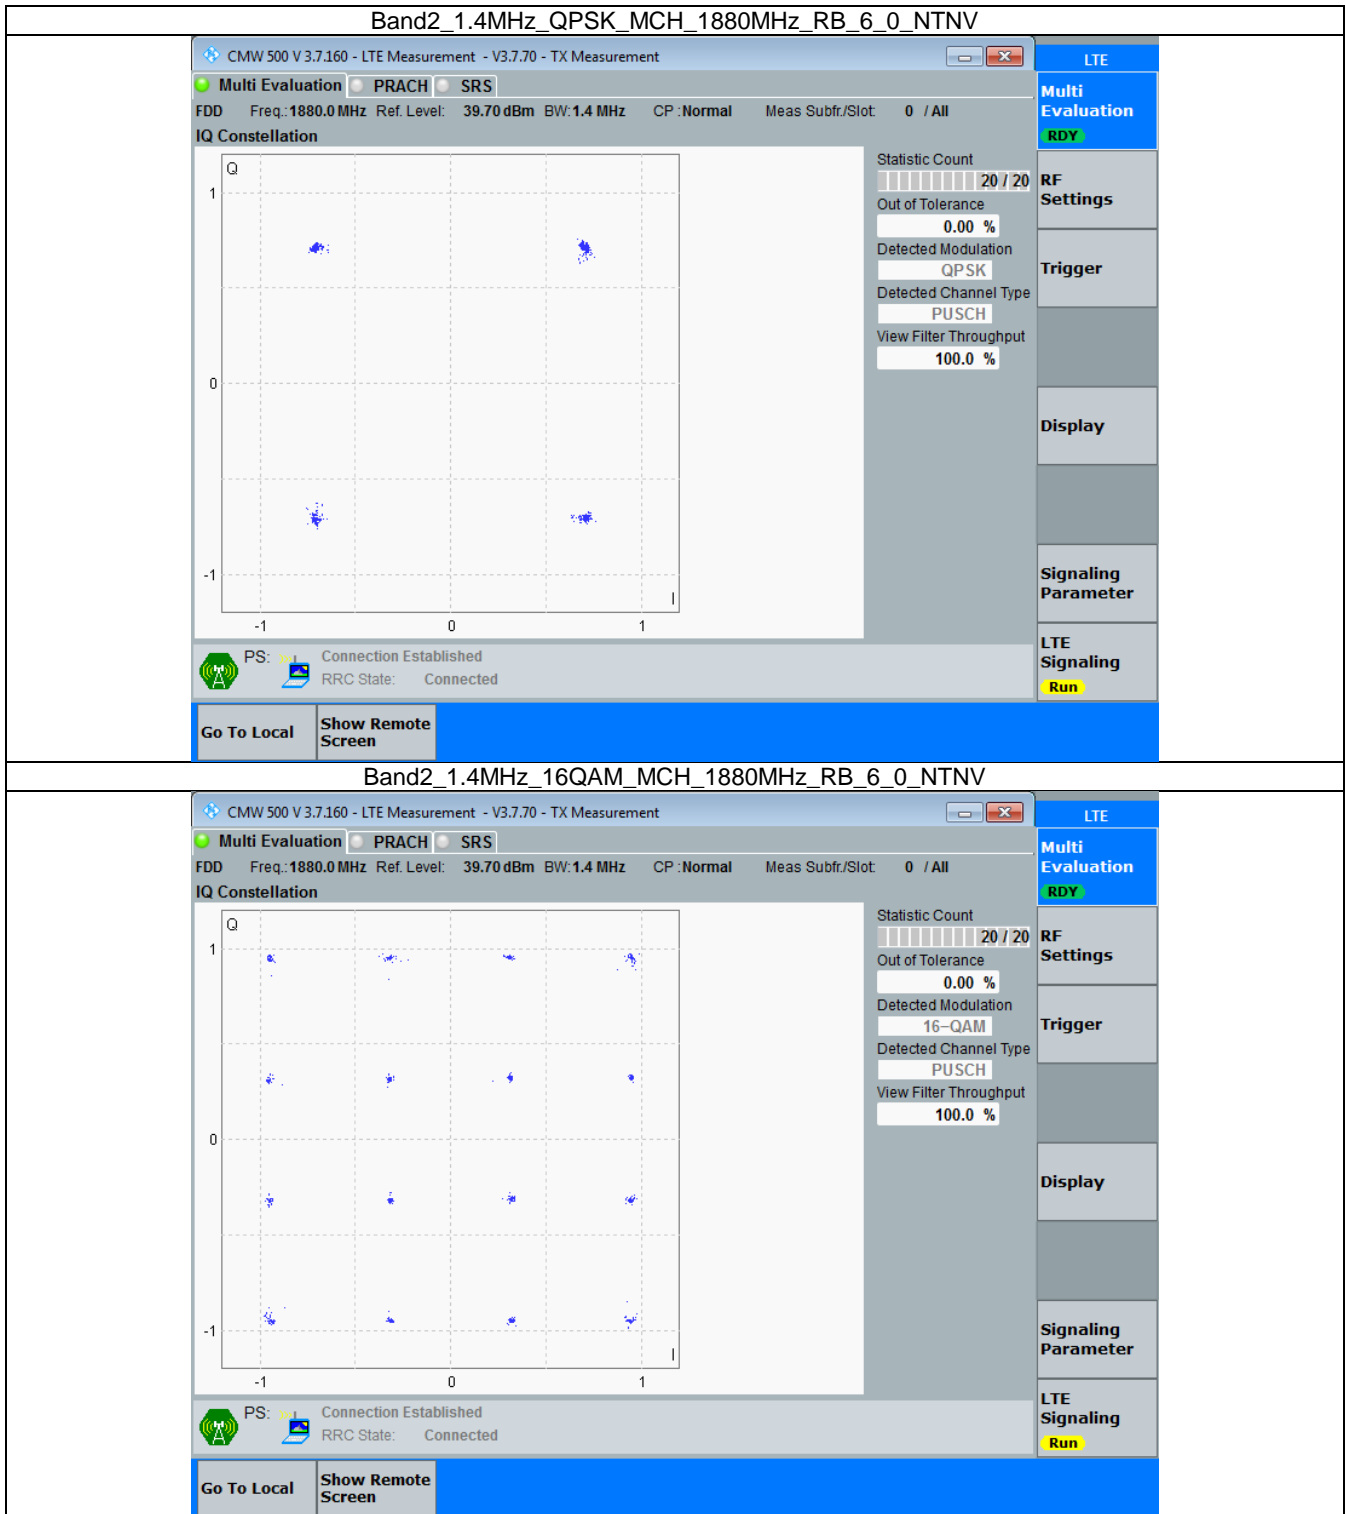 Band2_1.4MHz_QPSK_MCH_1880MHz_RB_6_0_NTNV
CMW 500 V 3.7.160 - LTE Measurement - V3.7.70 - TX Measurement
LTE
Multi Evaluation PRACH SRS
Multi
Evaluation
RDY
FDD Freq.:1880.0 MHz Ref. Level: 39.70 dBm BW:1.4 MHz CP :Normal Meas Subfr./Slot: 0 / All
IQ Constellation
Q
1
0
-1
I
-1 0 1
Statistic Count
20 / 20
Out of Tolerance
0.00 %
Detected Modulation
QPSK
Detected Channel Type
PUSCH
View Filter Throughput
100.0 %
RF
Settings
Trigger
Display
Signaling
Parameter
LTE
Signaling
Run
PS: Connection Established
RRC State: Connected
Go To Local
Show Remote
Screen
Band2_1.4MHz_16QAM_MCH_1880MHz_RB_6_0_NTNV
CMW 500 V 3.7.160 - LTE Measurement - V3.7.70 - TX Measurement
LTE
Multi Evaluation PRACH SRS
Multi
Evaluation
RDY
FDD Freq.:1880.0 MHz Ref. Level: 39.70 dBm BW:1.4 MHz CP :Normal Meas Subfr./Slot: 0 / All
IQ Constellation
Q
1
0
-1
I
-1 0 1
Statistic Count
20 / 20
Out of Tolerance
0.00 %
Detected Modulation
16-QAM
Detected Channel Type
PUSCH
View Filter Throughput
100.0 %
RF
Settings
Trigger
Display
Signaling
Parameter
LTE
Signaling
Run
PS: Connection Established
RRC State: Connected
Go To Local
Show Remote
Screen